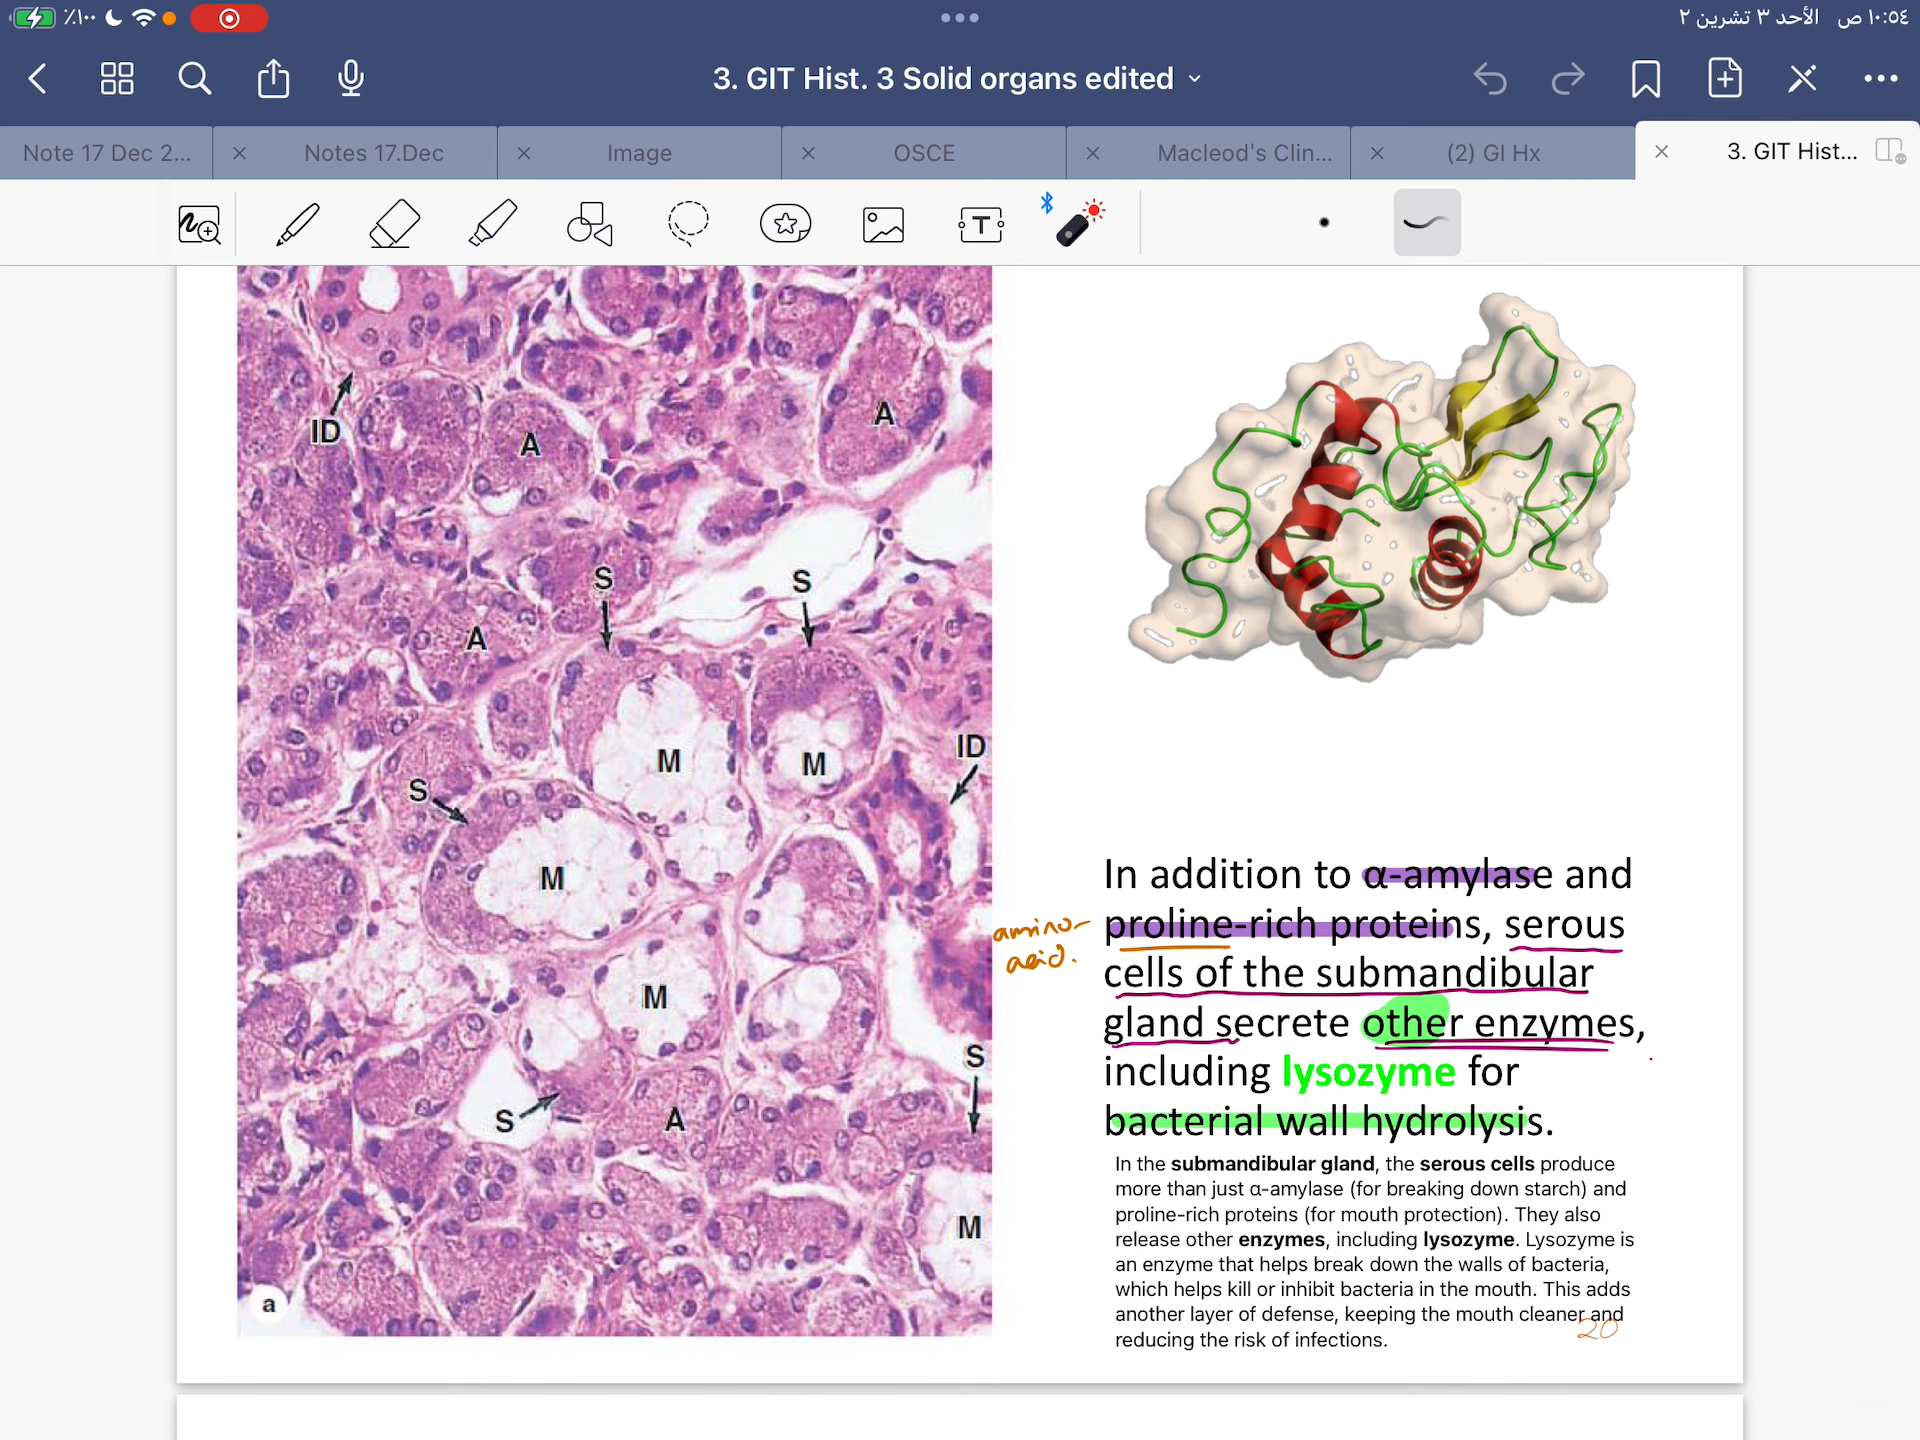 ٪١٠٠
الأحد ٣ تشرين ٢ ١٠:٥٤ ص
3. GIT Hist. 3 Solid organs edited
Note 17 Dec 2...
Notes 17.Dec
Image
OSCE
Macleod's Clin...
(2) GI Hx
3. GIT Hist...
T
ID
A
A
S
S
A
M
M
ID
S
M
M
S
S
A
M
a
In addition to α-amylase and
proline-rich proteins, serous
cells of the submandibular
gland secrete other enzymes,
including lysozyme for
bacterial wall hydrolysis.
amino-
acid.
In the submandibular gland, the serous cells produce
more than just α-amylase (for breaking down starch) and
proline-rich proteins (for mouth protection). They also
release other enzymes, including lysozyme. Lysozyme is
an enzyme that helps break down the walls of bacteria,
which helps kill or inhibit bacteria in the mouth. This adds
another layer of defense, keeping the mouth cleaner and
reducing the risk of infections.
20